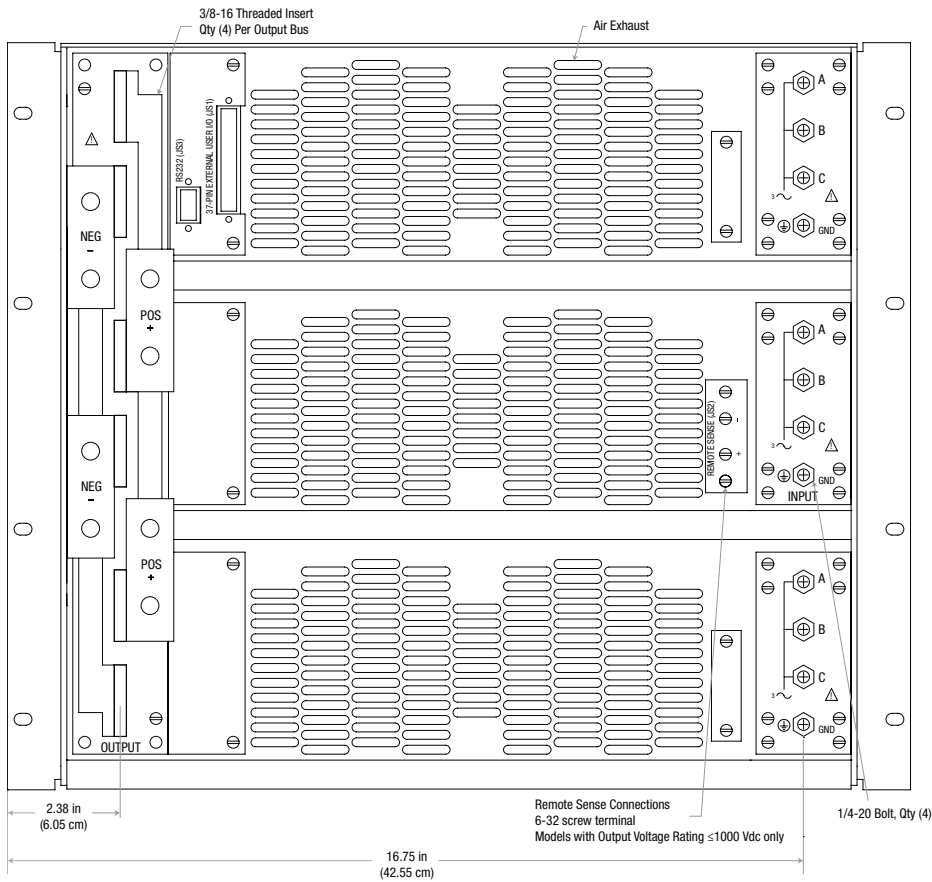 3/8-16 Threaded Insert
Qty (4) Per Output Bus
Air Exhaust
RS232 (JS3)
37-PIN EXTERNAL USER I/O (JS1)
A
B
C
3
GND
NEG
-
POS
+
A
B
C
3
GND
INPUT
REMOTE SENSE (JS2)
-
+
NEG
-
POS
+
A
B
C
3
GND
OUTPUT
2.38 in
(6.05 cm)
Remote Sense Connections
6-32 screw terminal
Models with Output Voltage Rating ≤1000 Vdc only
1/4-20 Bolt, Qty (4)
16.75 in
(42.55 cm)